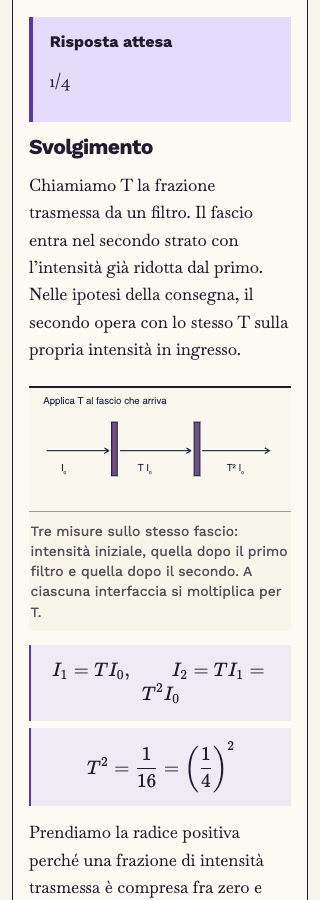 Risposta attesa
1/4
Svolgimento
Chiamiamo T la frazione
trasmessa da un filtro. Il fascio
entra nel secondo strato con
l’intensità già ridotta dal primo.
Nelle ipotesi della consegna, il
secondo opera con lo stesso T sulla
propria intensità in ingresso.
Applica T al fascio che arriva
I₀ T I₀ T² I₀
Tre misure sullo stesso fascio:
intensità iniziale, quella dopo il primo
filtro e quella dopo il secondo. A
ciascuna interfaccia si moltiplica per
T.
I₁ = TI₀, I₂ = TI₁ =
T²I₀
T² = 1/16 = (1/4)²
Prendiamo la radice positiva
perché una frazione di intensità
trasmessa è compresa fra zero e